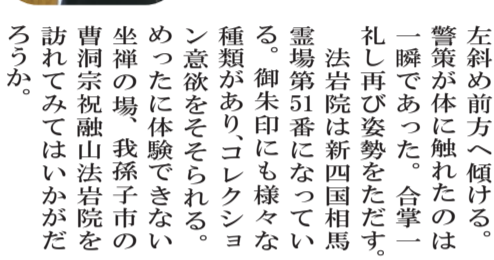 左斜め前方へ傾ける。
警策が体に触れたのは
一瞬であった。合掌一
礼し再び姿勢をただす。
　法岩院は新四国相馬
霊場第51番になってい
る。御朱印にも様々な
種類があり、コレクショ
ン意欲をそそられる。
めったに体験できない
坐禅の場、我孫子市の
曹洞宗祝融山法岩院を
訪れてみてはいかがだ
ろうか。